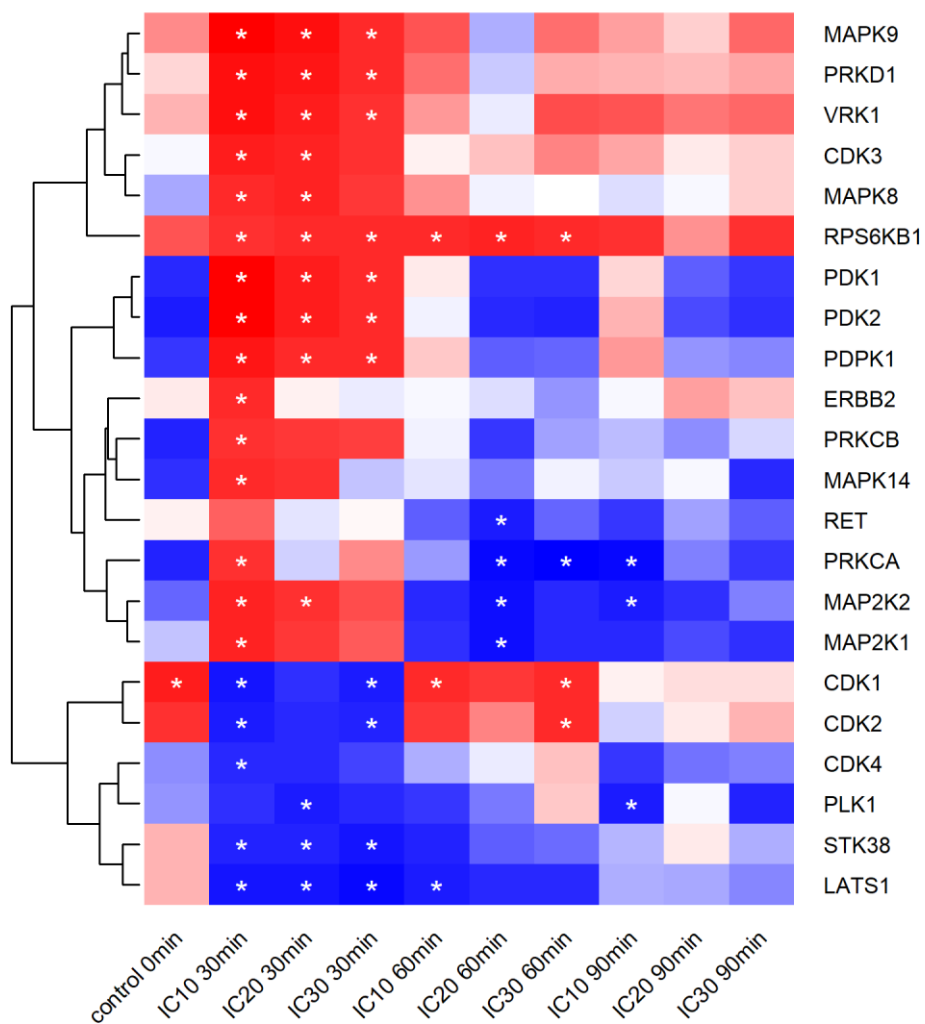 * * * MAPK9
* * * PRKD1
* * * VRK1
* * CDK3
* * MAPK8
* * * * * * RPS6KB1
* * * PDK1
* * * PDK2
* * * PDPK1
* ERBB2
* PRKCB
* MAPK14
* RET
* * * * PRKCA
* * * * MAP2K2
* * MAP2K1
* * * * * CDK1
* * * CDK2
* CDK4
* * PLK1
* * * STK38
* * * * LATS1
control 0min
IC10 30min
IC20 30min
IC30 30min
IC10 60min
IC20 60min
IC30 60min
IC10 90min
IC20 90min
IC30 90min